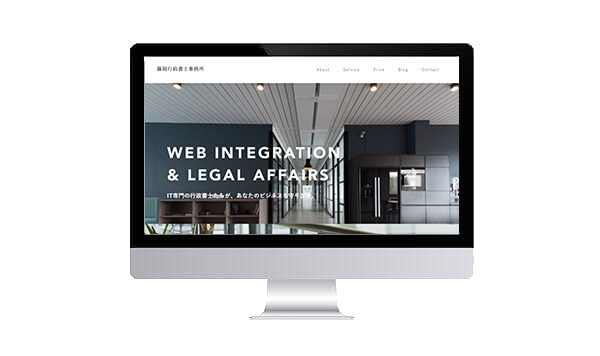 藤岡行政書士事務所
About Service Price Blog Contact
WEB INTEGRATION
& LEGAL AFFAIRS
IT専門の行政書士たちが、あなたのビジネスを守ります。